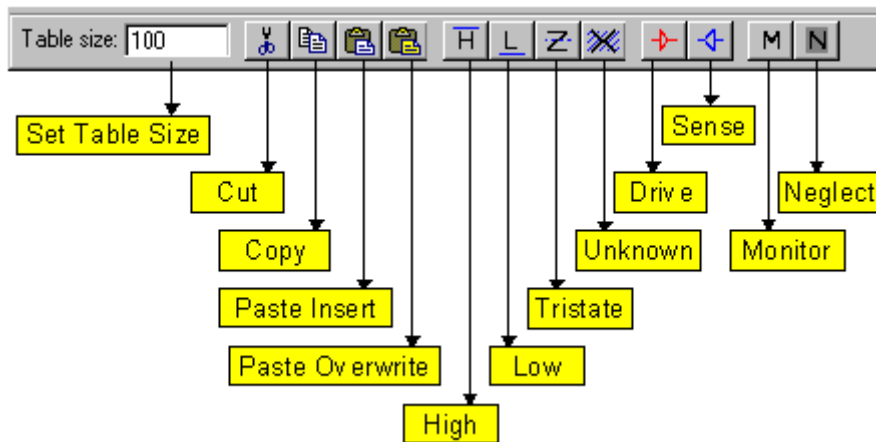 Table size: 100 H L Z X M N
Set Table Size
Sense
Cut
Drive
Neglect
Copy
Unknown
Monitor
Paste Insert
Tristate
Paste Overwrite
Low
High